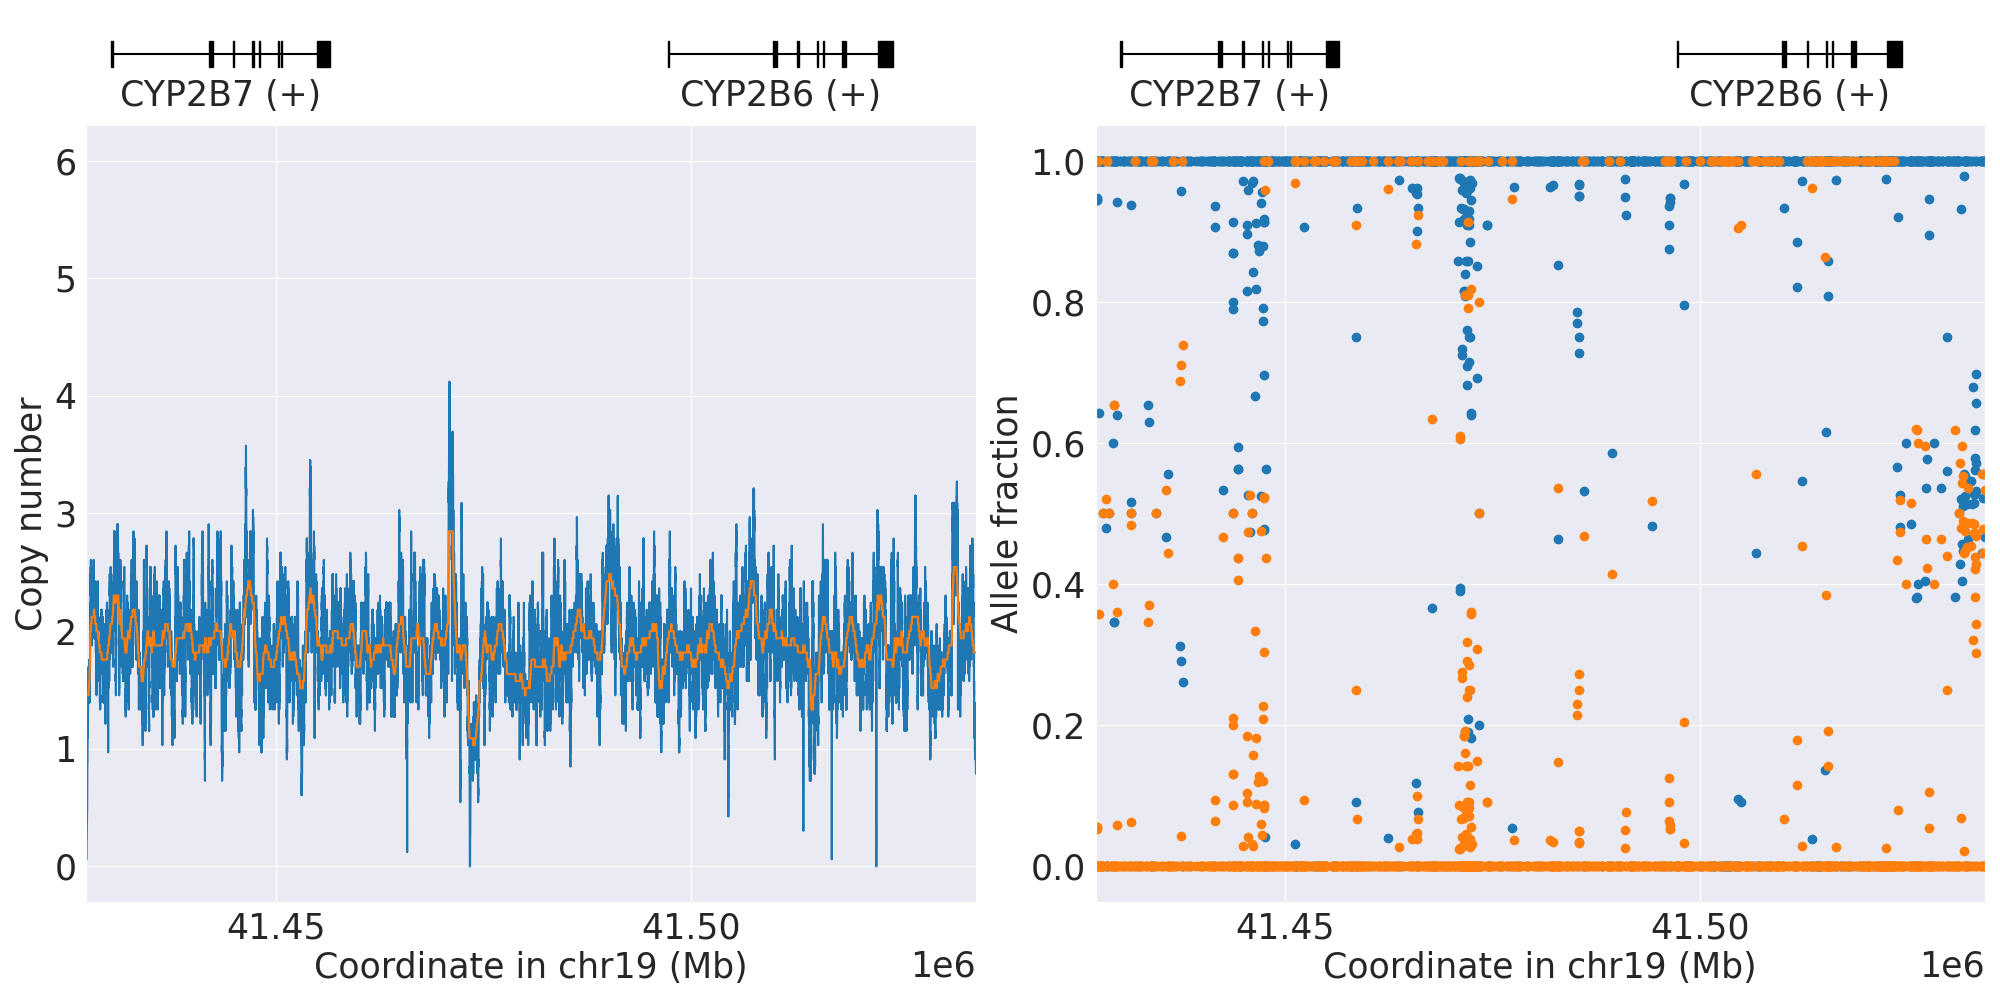 CYP2B7 (+)
CYP2B6 (+)
6
5
4
3
2
1
0
Copy number
41.45
41.50
Coordinate in chr19 (Mb)
1e6
CYP2B7 (+)
CYP2B6 (+)
1.0
0.8
0.6
0.4
0.2
0.0
Allele fraction
41.45
41.50
Coordinate in chr19 (Mb)
1e6